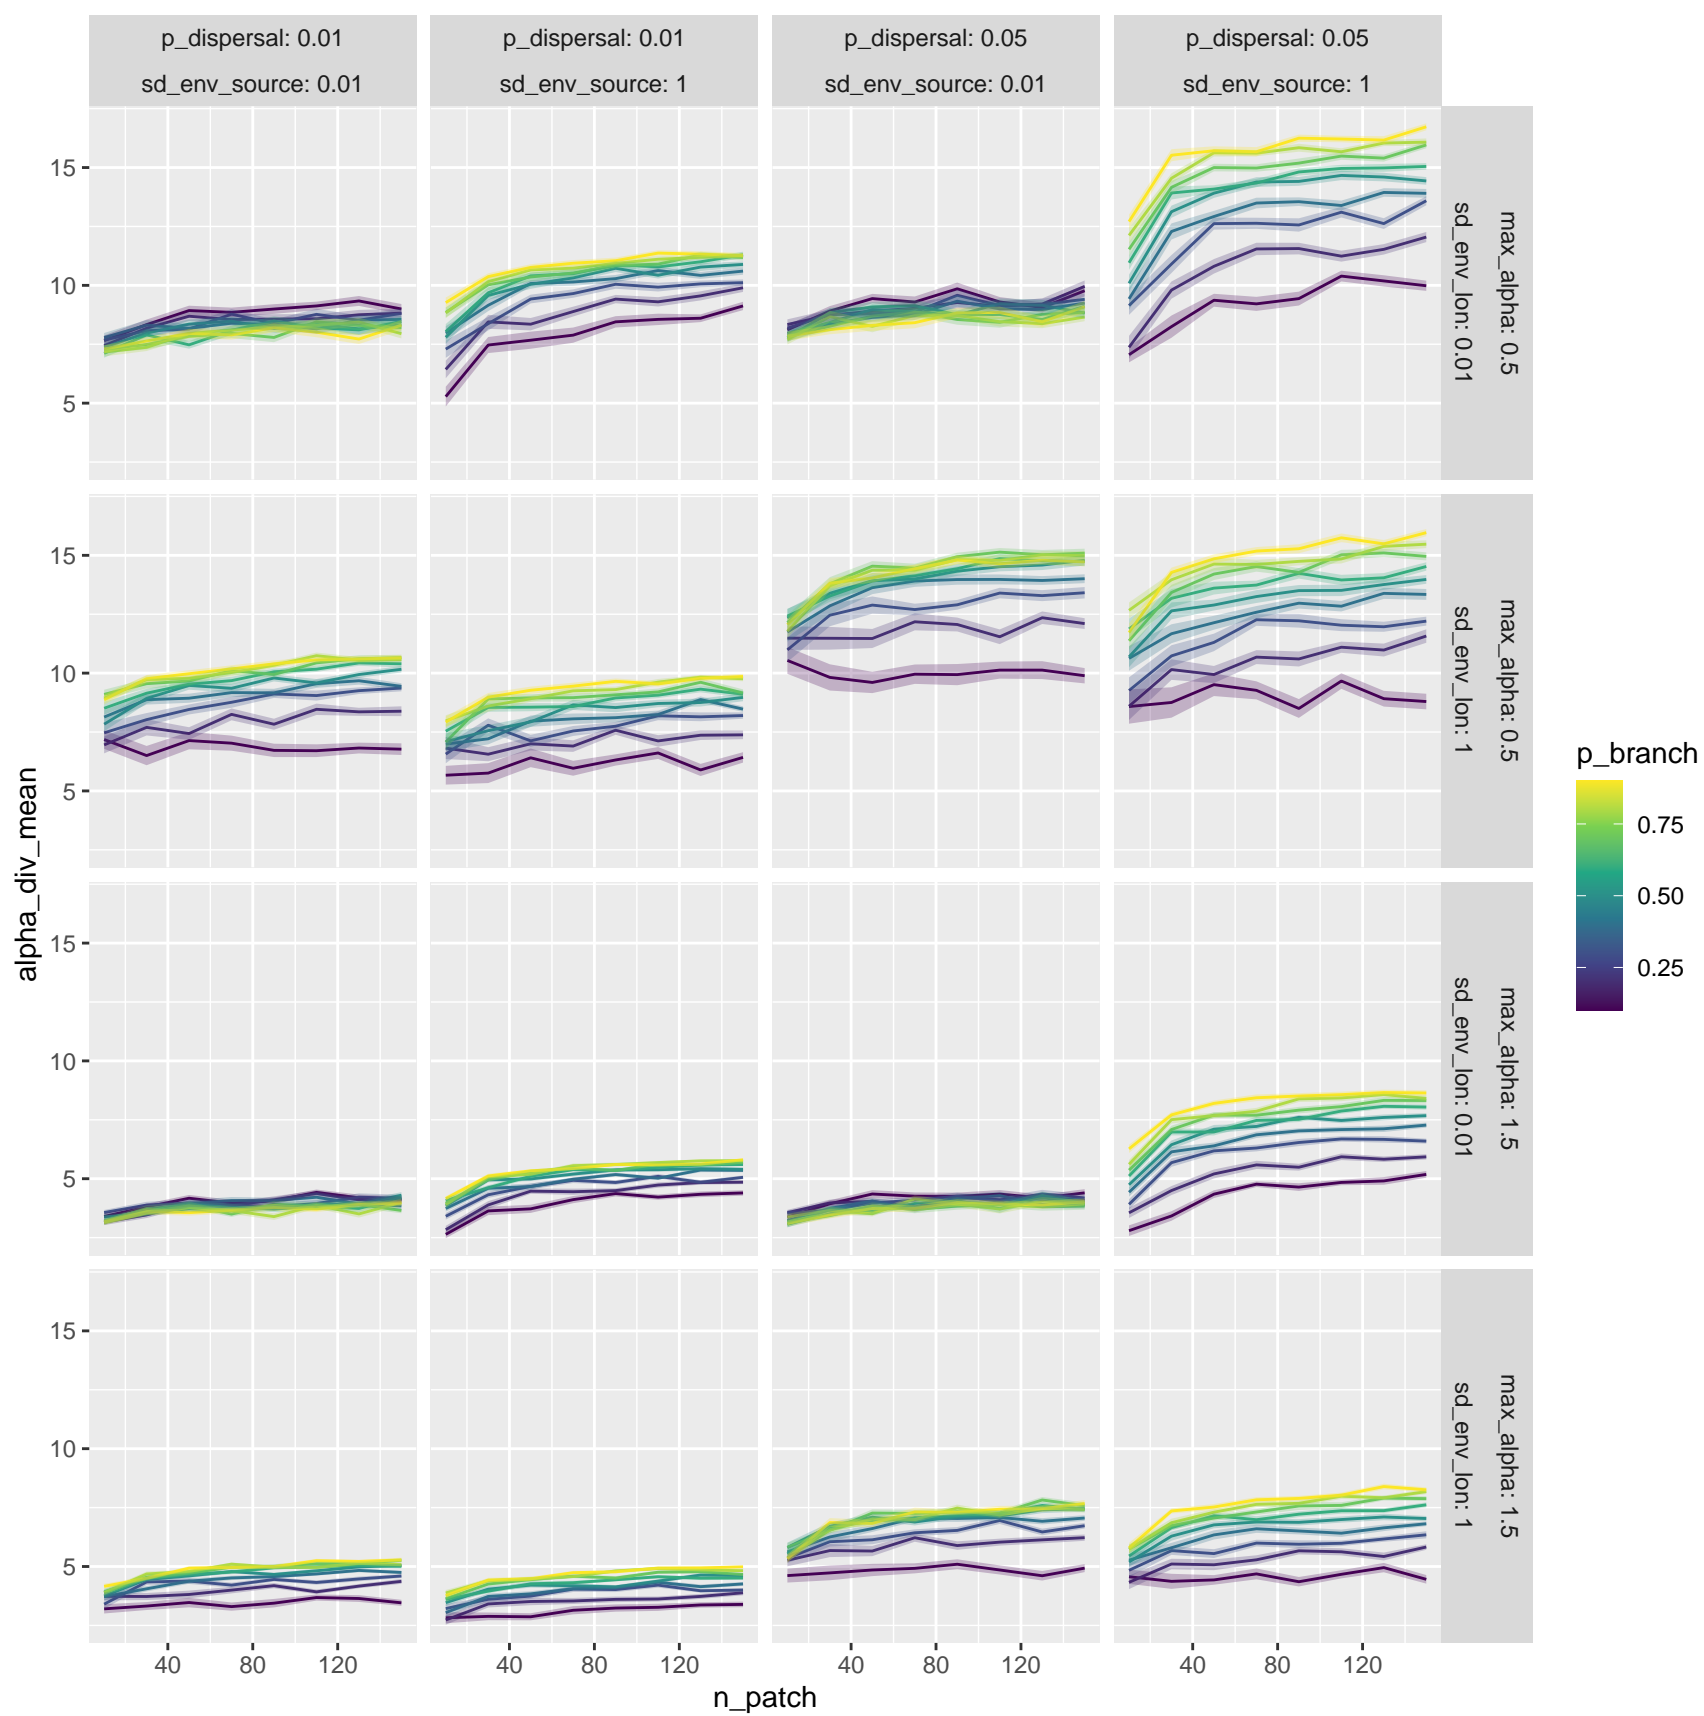 p_dispersal: 0.01
sd_env_source: 0.01
p_dispersal: 0.01
sd_env_source: 1
p_dispersal: 0.05
sd_env_source: 0.01
p_dispersal: 0.05
sd_env_source: 1
15
10
5
max_alpha: 0.5
sd_env_lon: 0.01
15
10
5
max_alpha: 0.5
sd_env_lon: 1
15
10
5
max_alpha: 1.5
sd_env_lon: 0.01
15
10
5
max_alpha: 1.5
sd_env_lon: 1
40 80 120
40 80 120
40 80 120
40 80 120
n_patch
alpha_div_mean
p_branch
0.75
0.50
0.25